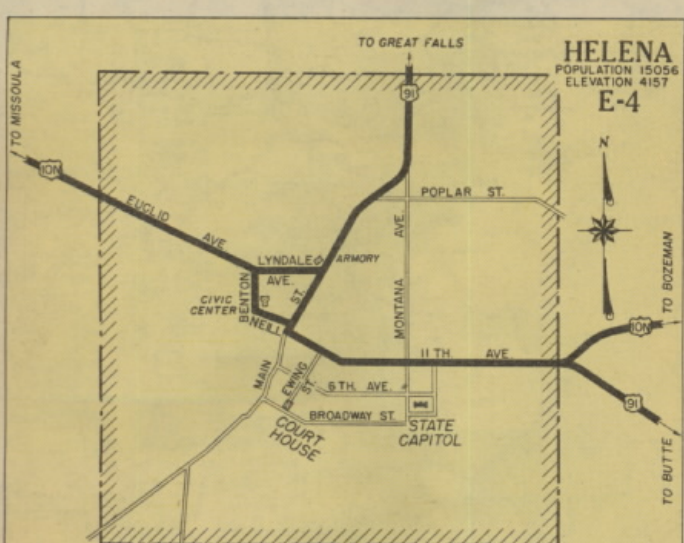 TO GREAT FALLS
HELENA
POPULATION 15056
ELEVATION 4157
E-4
91
TO MISSOULA
10N
N
EUCLID AVE
POPLAR ST.
MONTANA AVE
LYNDALE AVE.
ARMORY
ST.
CIVIC CENTER
BENTON
NEILL
TO BOZEMAN
10N
11 TH. AVE.
MAIN
EWING ST.
6 TH. AVE.
BROADWAY ST.
COURT HOUSE
STATE CAPITOL
91
TO BUTTE